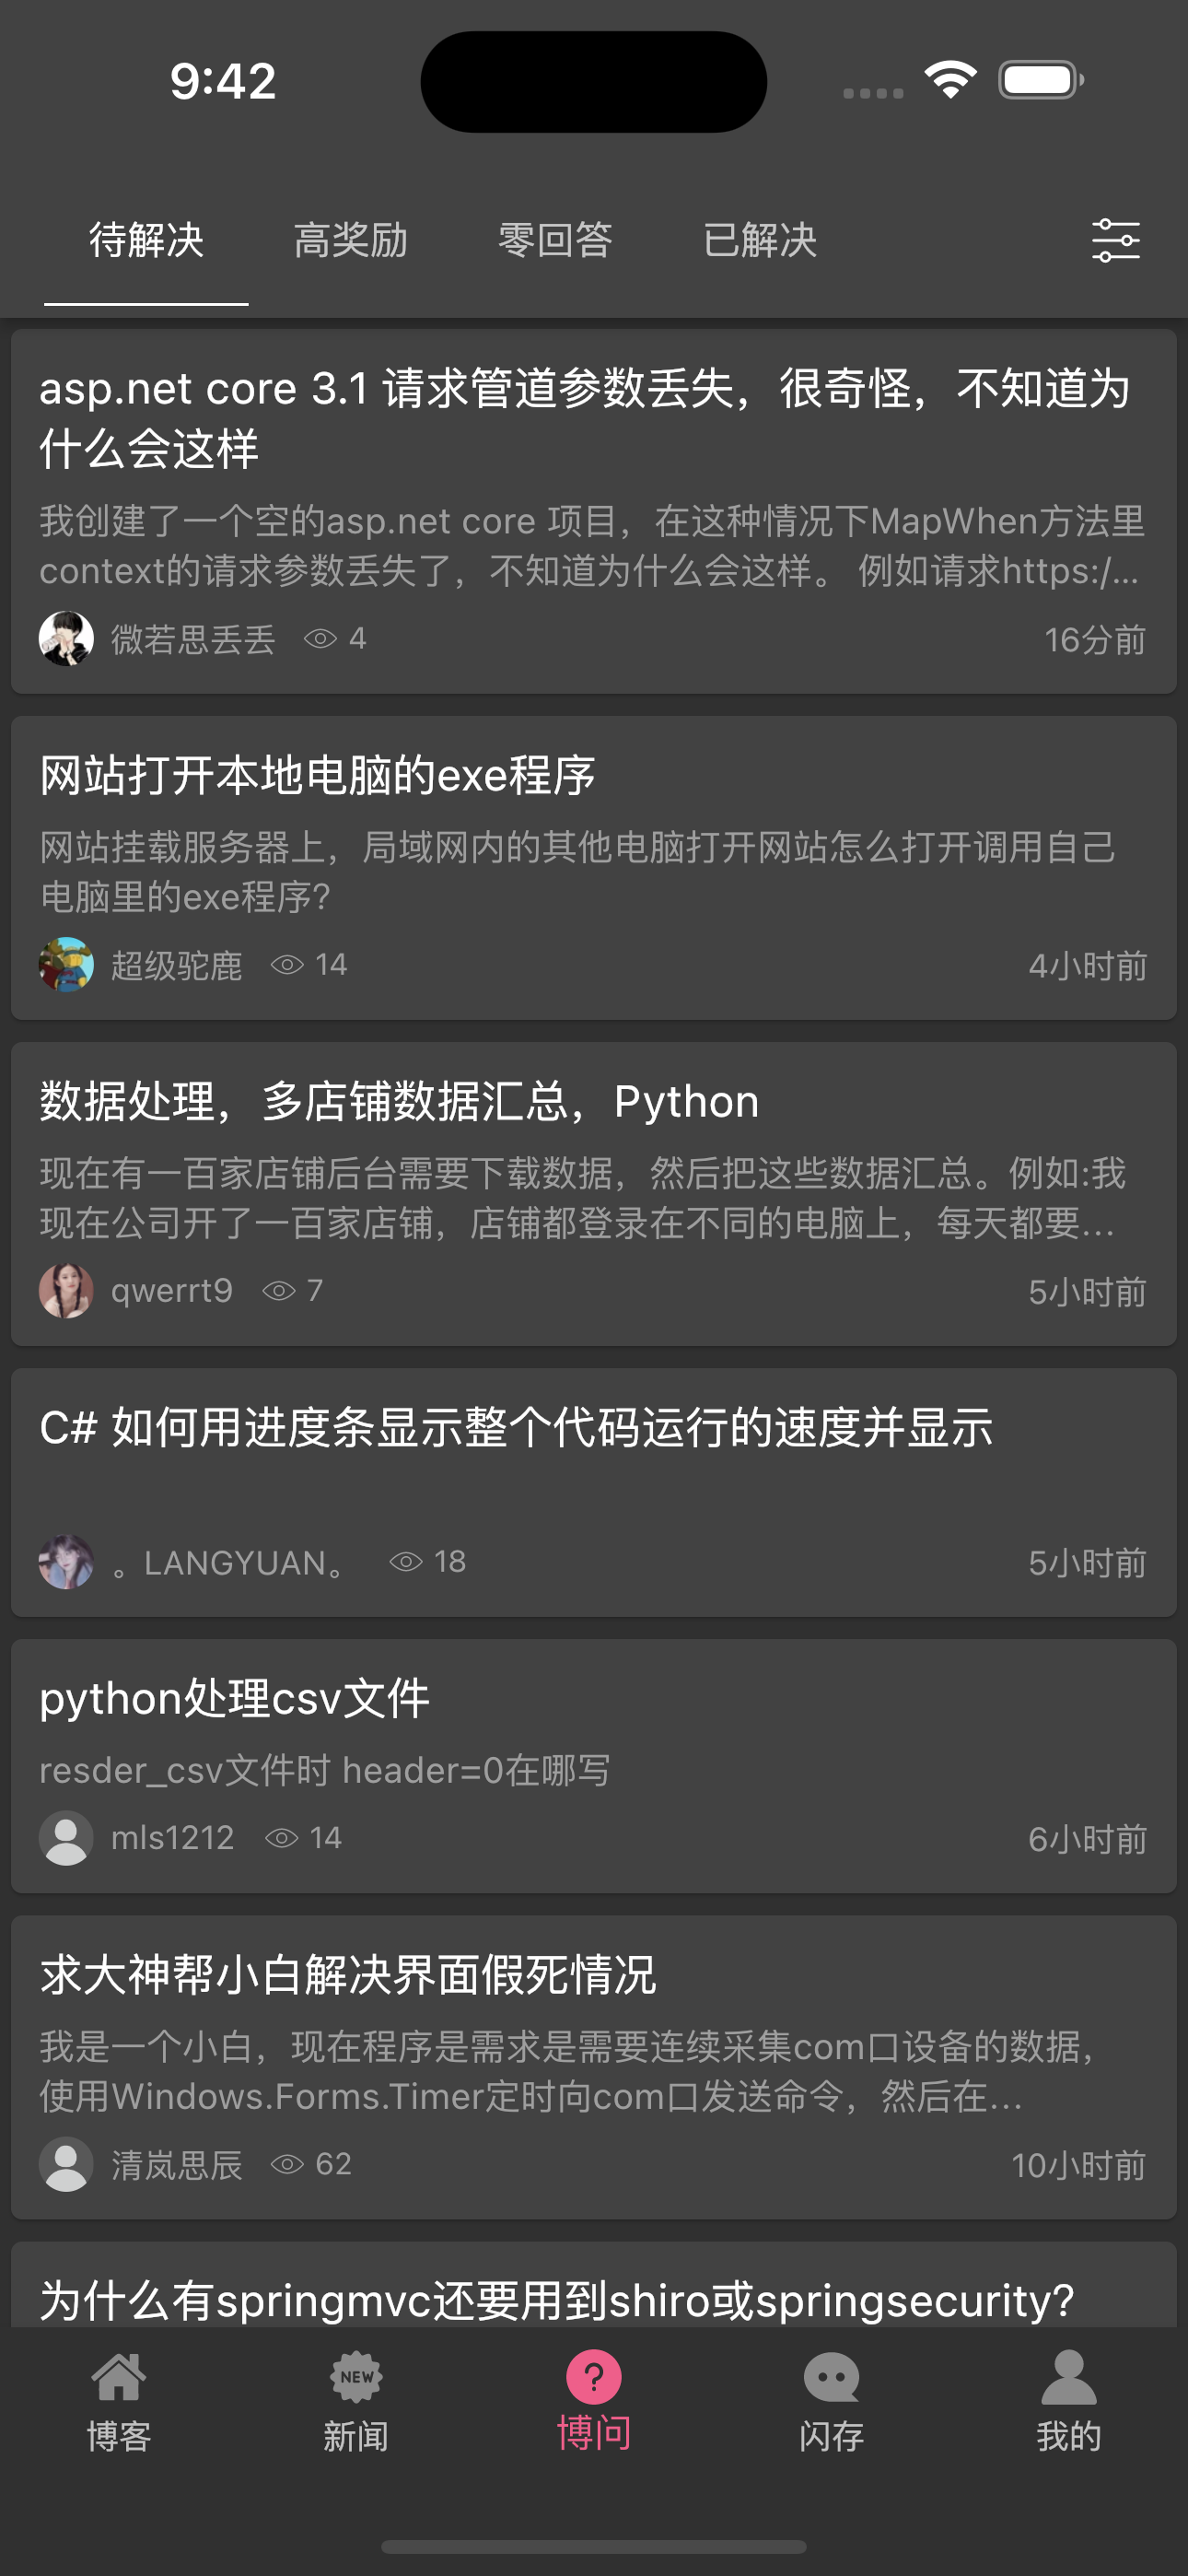 9:42
待解决 高奖励 零回答 已解决
asp.net core 3.1 请求管道参数丢失，很奇怪，不知道为
什么会这样
我创建了一个空的asp.net core 项目，在这种情况下MapWhen方法里
context的请求参数丢失了，不知道为什么会这样。 例如请求https:/...
微若思丢丢 4 16分前
网站打开本地电脑的exe程序
网站挂载服务器上，局域网内的其他电脑打开网站怎么打开调用自己
电脑里的exe程序?
超级驼鹿 14 4小时前
数据处理，多店铺数据汇总，Python
现在有一百家店铺后台需要下载数据，然后把这些数据汇总。例如:我
现在公司开了一百家店铺，店铺都登录在不同的电脑上，每天都要...
qwerrt9 7 5小时前
C# 如何用进度条显示整个代码运行的速度并显示
。LANGYUAN。 18 5小时前
python处理csv文件
resder_csv文件时 header=0在哪写
mls1212 14 6小时前
求大神帮小白解决界面假死情况
我是一个小白，现在程序是需求是需要连续采集com口设备的数据，
使用Windows.Forms.Timer定时向com口发送命令，然后在...
清岚思辰 62 10小时前
为什么有springmvc还要用到shiro或springsecurity?
NEW ?
博客 新闻 博问 闪存 我的